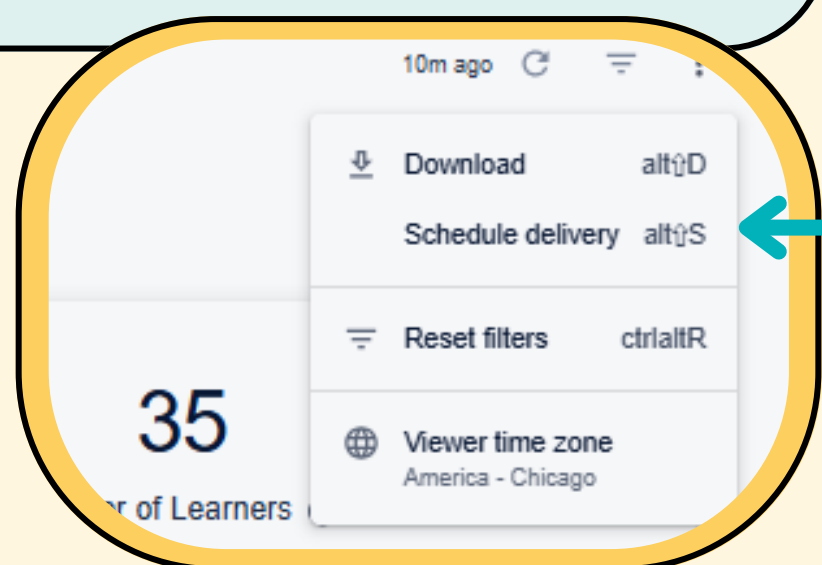 10m ago
Download alt⇧D
Schedule delivery alt⇧S
Reset filters ctrlaltR
35
Viewer time zone
America - Chicago
of Learners